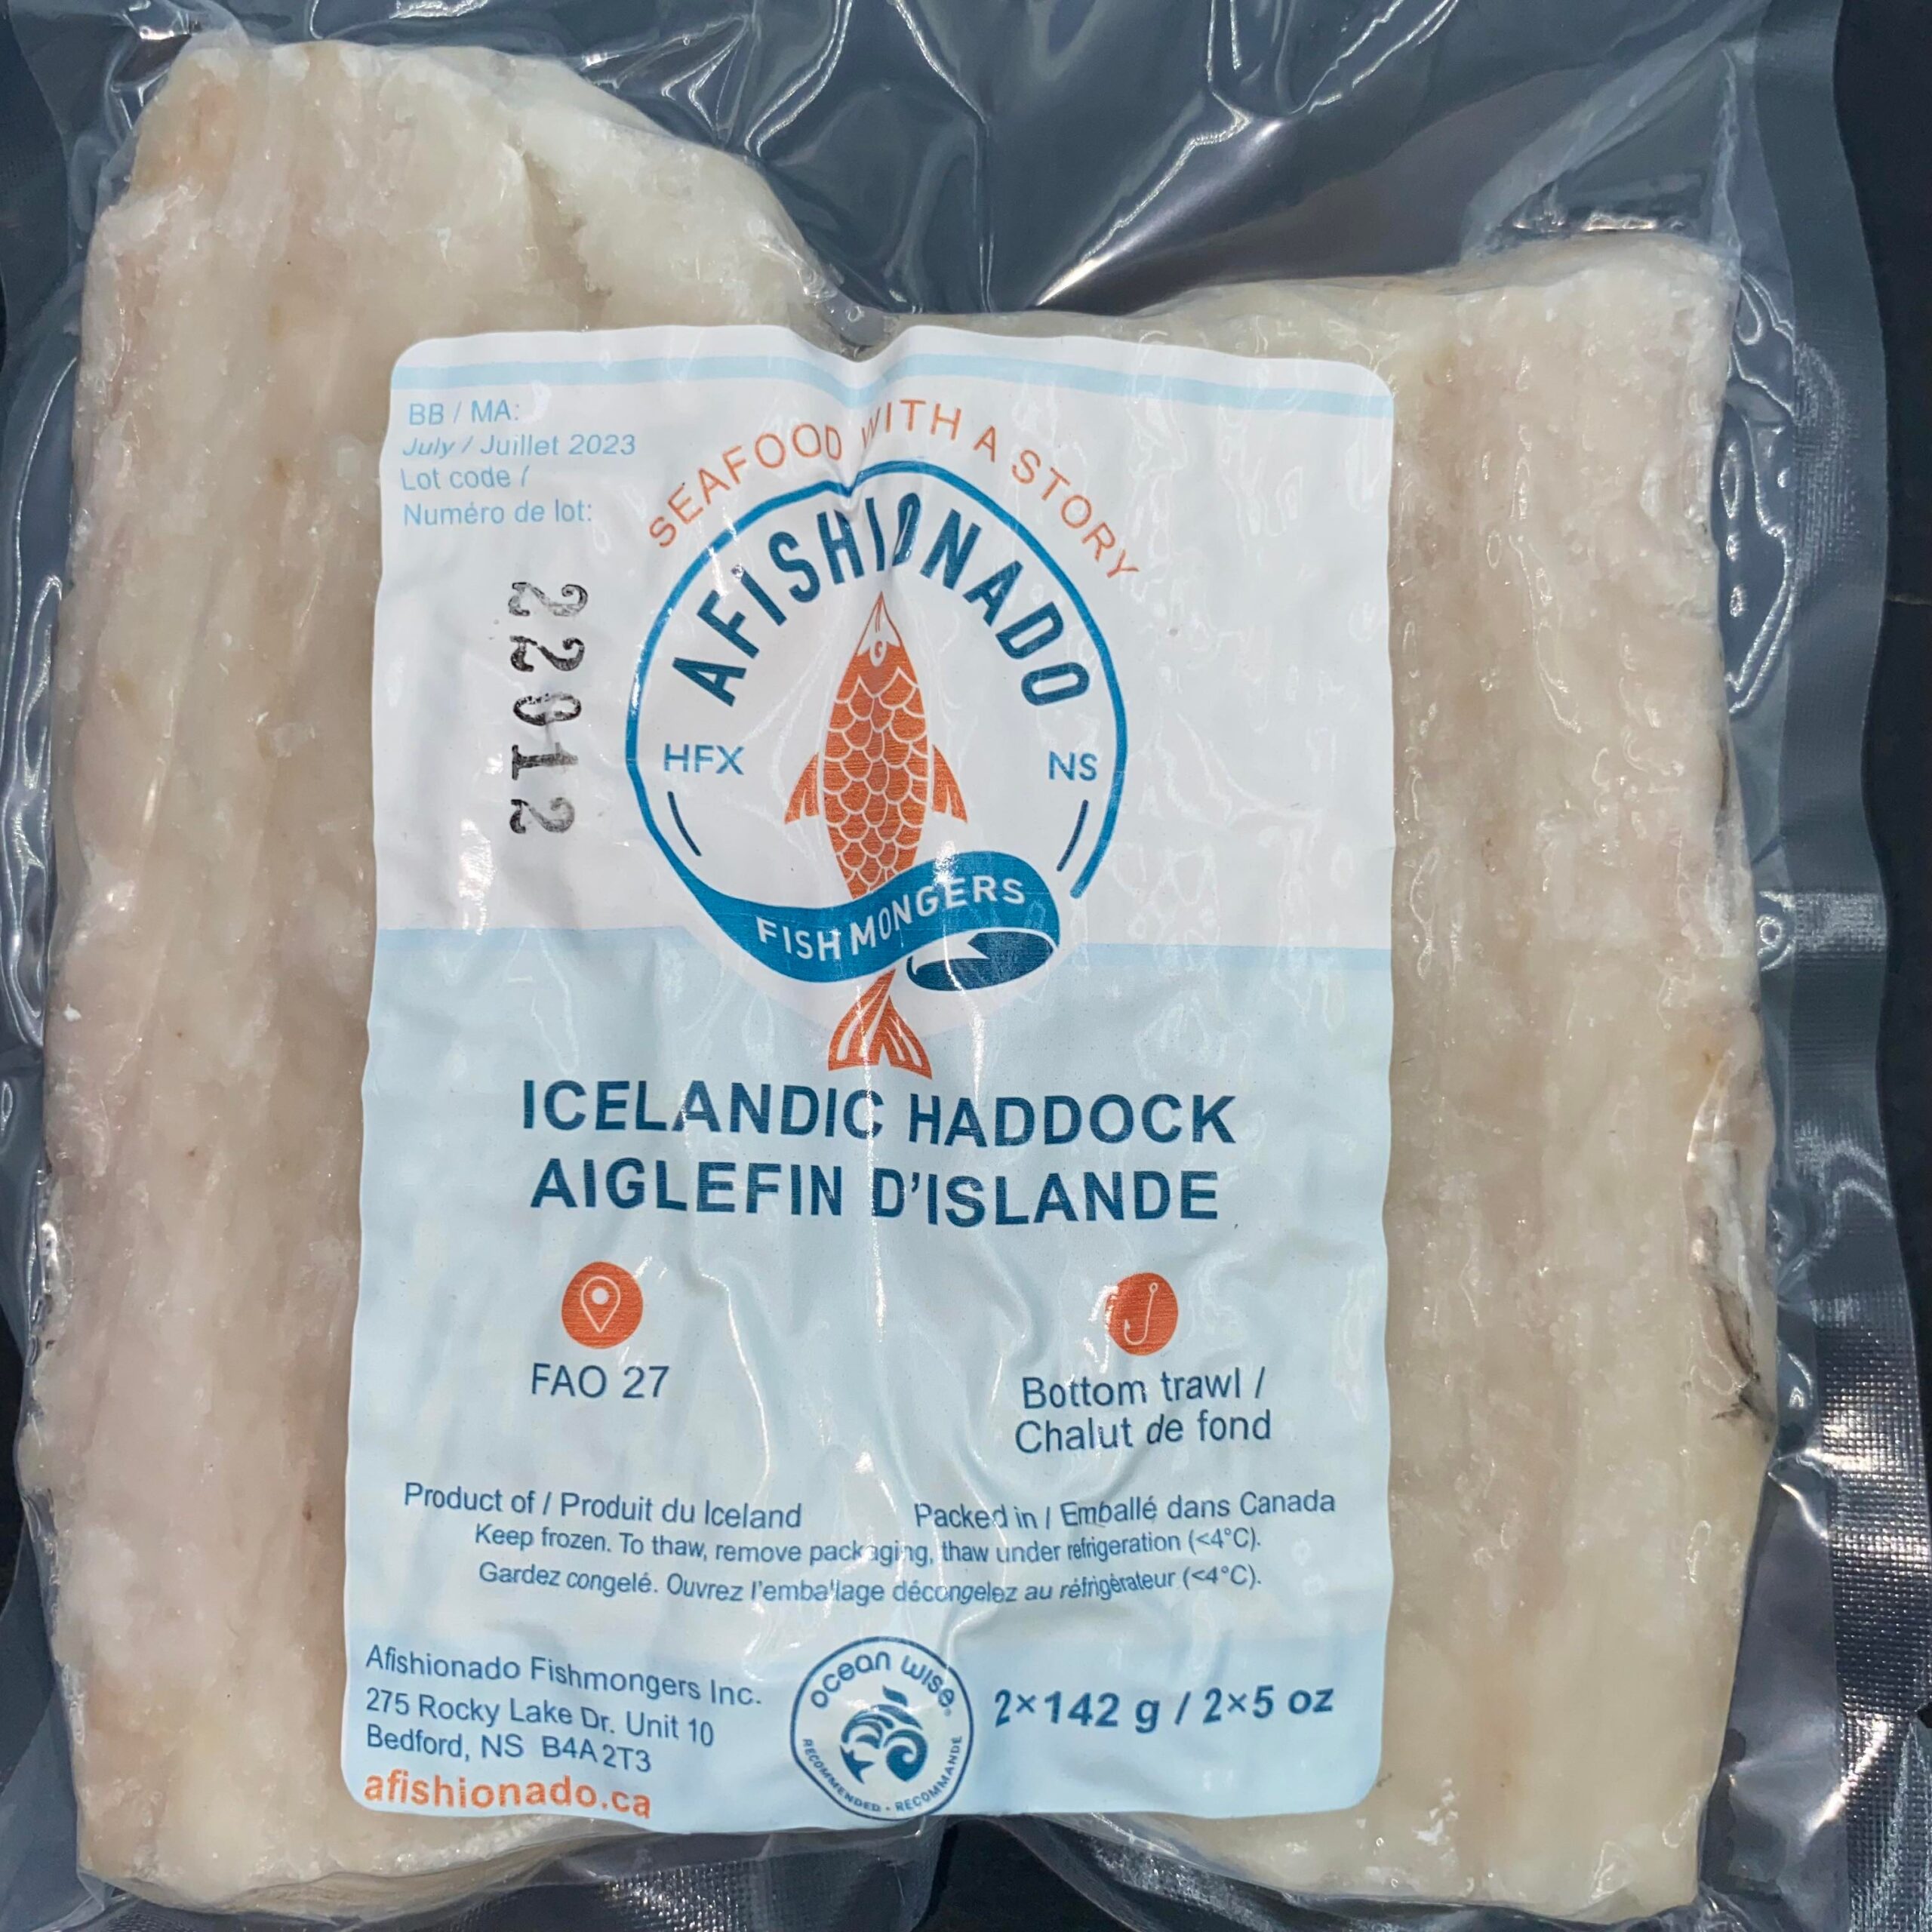 BB / MA:
July / Juillet 2023
Lot code /
Numéro de lot:
22012
SEAFOOD WITH A STORY
AFISHIONADO
HFX NS
FISHMONGERS
ICELANDIC HADDOCK
AIGLEFIN D'ISLANDE
FAO 27
Bottom trawl /
Chalut de fond
Product of / Produit du Iceland
Packed in / Emballé dans Canada
Keep frozen. To thaw, remove packaging, thaw under refrigeration (<4°C).
Gardez congelé. Ouvrez l'emballage décongelez au réfrigérateur (<4°C).
Afishionado Fishmongers Inc.
275 Rocky Lake Dr. Unit 10
Bedford, NS B4A 2T3
afishionado.ca
ocean wise®
RECOMMENDED • RECOMMANDÉ
2×142 g / 2×5 oz